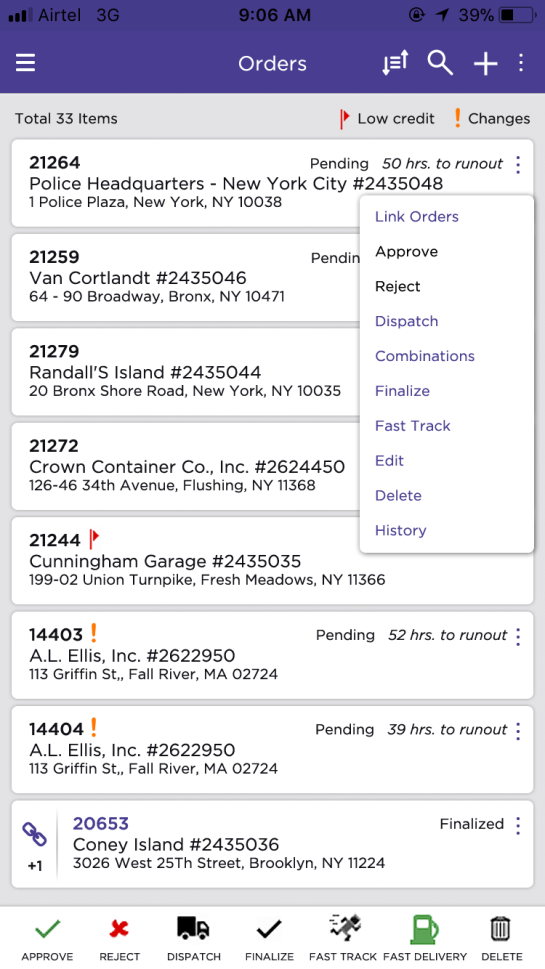 Airtel 3G 9:06 AM 39%
Orders
Total 33 Items Low credit Changes
21264 Pending 50 hrs. to runout
Police Headquarters - New York City #2435048
1 Police Plaza, New York, NY 10038
Link Orders
Approve
Reject
Dispatch
Combinations
Finalize
Fast Track
Edit
Delete
History
21259
Van Cortlandt #2435046
64 - 90 Broadway, Bronx, NY 10471
21279
Randall'S Island #2435044
20 Bronx Shore Road, New York, NY 10035
21272
Crown Container Co., Inc. #2624450
126-46 34th Avenue, Flushing, NY 11368
21244
Cunningham Garage #2435035
199-02 Union Turnpike, Fresh Meadows, NY 11366
14403 Pending 52 hrs. to runout
A.L. Ellis, Inc. #2622950
113 Griffin St,, Fall River, MA 02724
14404 Pending 39 hrs. to runout
A.L. Ellis, Inc. #2622950
113 Griffin St,, Fall River, MA 02724
20653 Finalized
+1
Coney Island #2435036
3026 West 25Th Street, Brooklyn, NY 11224
APPROVE REJECT DISPATCH FINALIZE FAST TRACK FAST DELIVERY DELETE